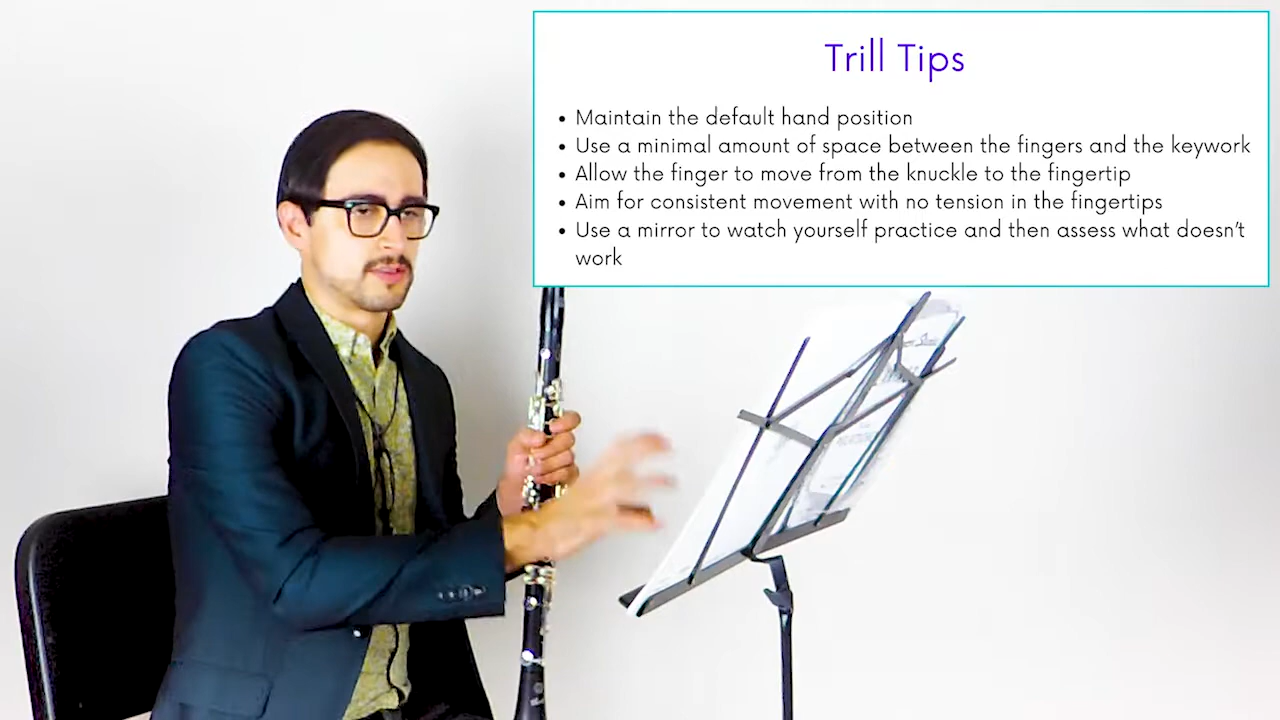 Trill Tips
• Maintain the default hand position
• Use a minimal amount of space between the fingers and the keywork
• Allow the finger to move from the knuckle to the fingertip
• Aim for consistent movement with no tension in the fingertips
• Use a mirror to watch yourself practice and then assess what doesn’t
work